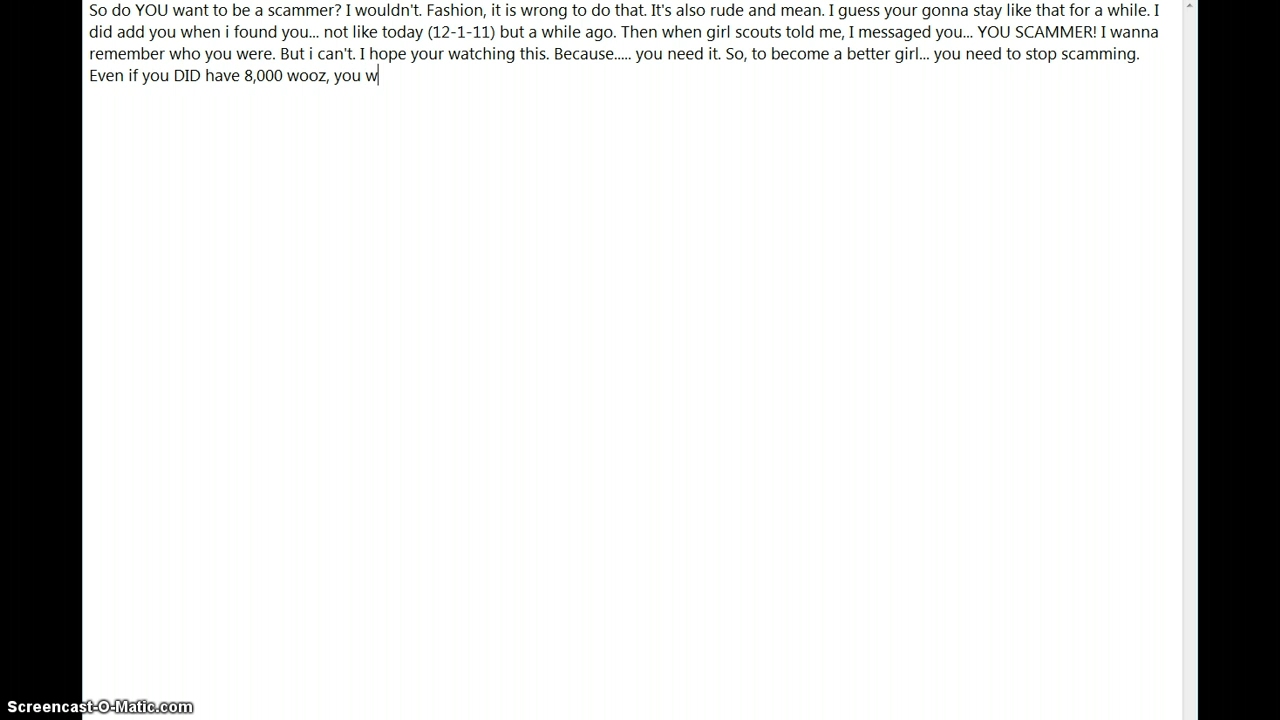 So do YOU want to be a scammer? I wouldn't. Fashion, it is wrong to do that. It's also rude and mean. I guess your gonna stay like that for a while. I
did add you when i found you... not like today (12-1-11) but a while ago. Then when girl scouts told me, I messaged you... YOU SCAMMER! I wanna
remember who you were. But i can't. I hope your watching this. Because..... you need it. So, to become a better girl... you need to stop scamming.
Even if you DID have 8,000 wooz, you w
Screencast-O-Matic.com